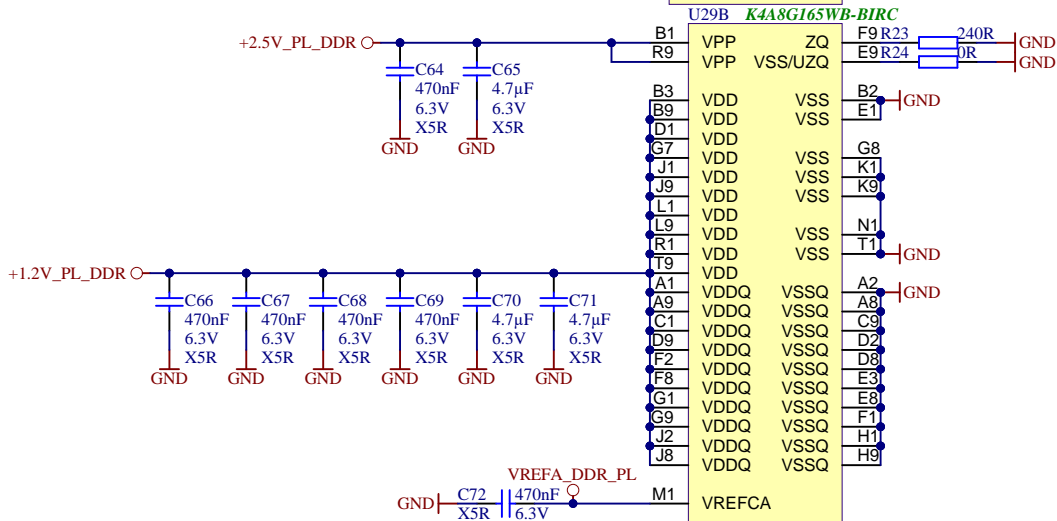 U29B K4A8G165WB-BIRC
+2.5V_PL_DDR B1 VPP ZQ F9 R23 240R GND
R9 VPP VSS/UZQ E9 R24 0R GND
C64 C65
470nF 4.7µF
6.3V 6.3V
X5R X5R
GND GND
B3 VDD VSS B2 GND
B9 VDD VSS E1
D1 VDD
G7 VDD VSS G8
J1 VDD VSS K1
J9 VDD VSS K9
L1 VDD
L9 VDD VSS N1
R1 VDD VSS T1 GND
+1.2V_PL_DDR T9 VDD
A1 VDDQ VSSQ A2 GND
A9 VDDQ VSSQ A8
C1 VDDQ VSSQ C9
D9 VDDQ VSSQ D2
F2 VDDQ VSSQ D8
F8 VDDQ VSSQ E3
G1 VDDQ VSSQ E8
G9 VDDQ VSSQ F1
J2 VDDQ VSSQ H1
J8 VDDQ VSSQ H9
C66 C67 C68 C69 C70 C71
470nF 470nF 470nF 470nF 4.7µF 4.7µF
6.3V 6.3V 6.3V 6.3V 6.3V 6.3V
X5R X5R X5R X5R X5R X5R
GND GND GND GND GND GND
VREFA_DDR_PL
GND C72 470nF M1 VREFCA
X5R 6.3V